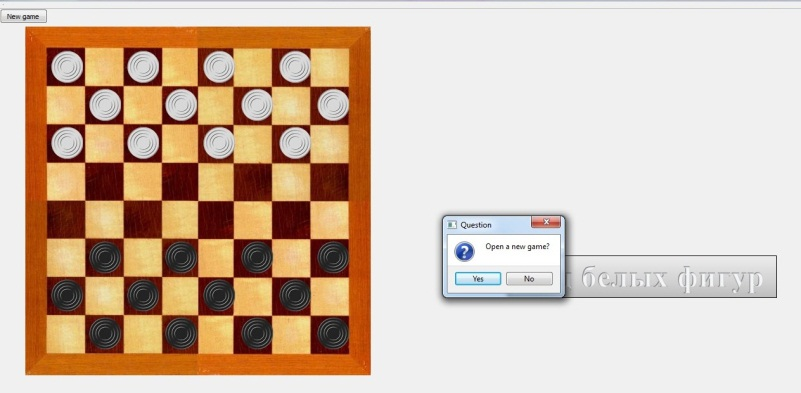 New game
Question
Open a new game?
Yes
No
белых фигур